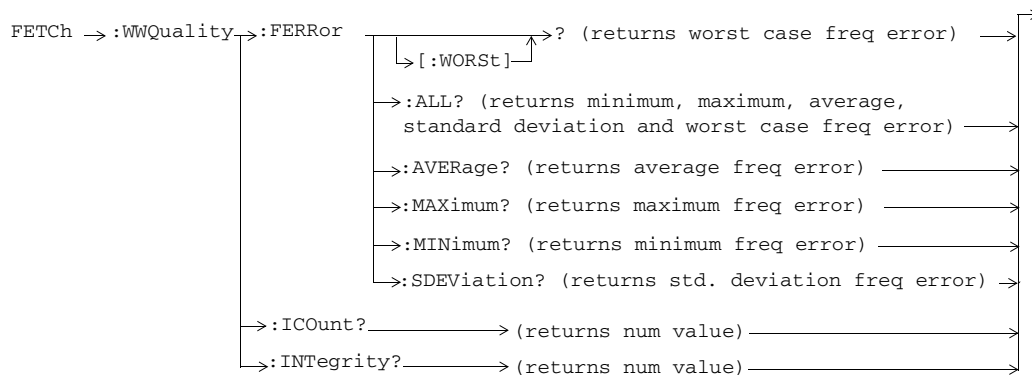 FETCh :WWQuality :FERRor ? (returns worst case freq error)
[:WORSt]
:ALL? (returns minimum, maximum, average,
standard deviation and worst case freq error)
:AVERage? (returns average freq error)
:MAXimum? (returns maximum freq error)
:MINimum? (returns minimum freq error)
:SDEViation? (returns std. deviation freq error)
:ICOunt? (returns num value)
:INTegrity? (returns num value)